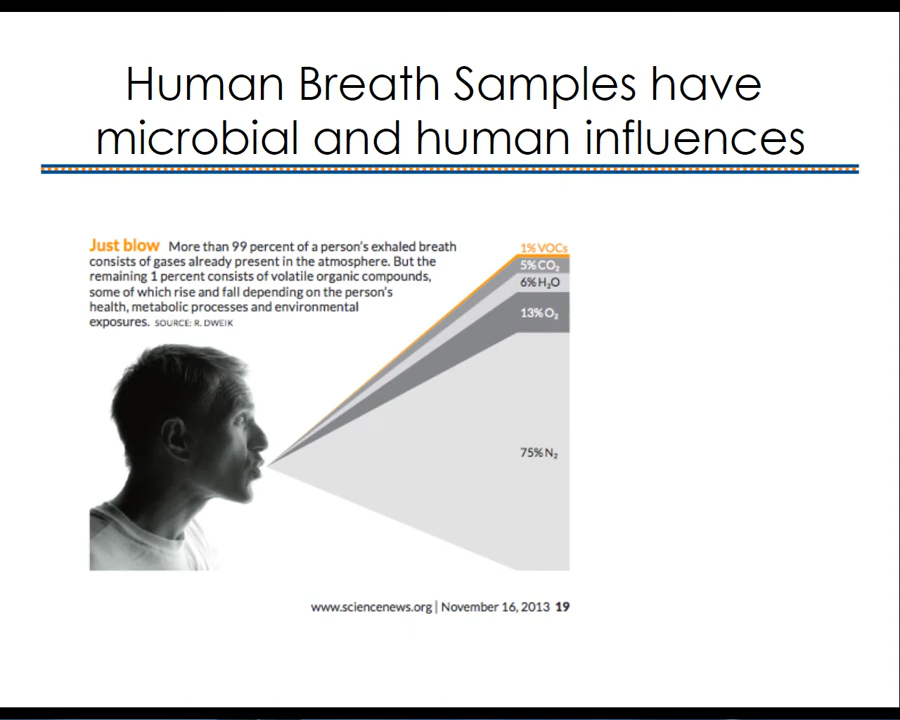 Human Breath Samples have
microbial and human influences
Just blow More than 99 percent of a person's exhaled breath
consists of gases already present in the atmosphere. But the
remaining 1 percent consists of volatile organic compounds,
some of which rise and fall depending on the person's
health, metabolic processes and environmental
exposures. SOURCE: R. DWEIK
1% VOCs
5% CO₂
6% H₂O
13% O₂
75% N₂
www.sciencenews.org | November 16, 2013 19